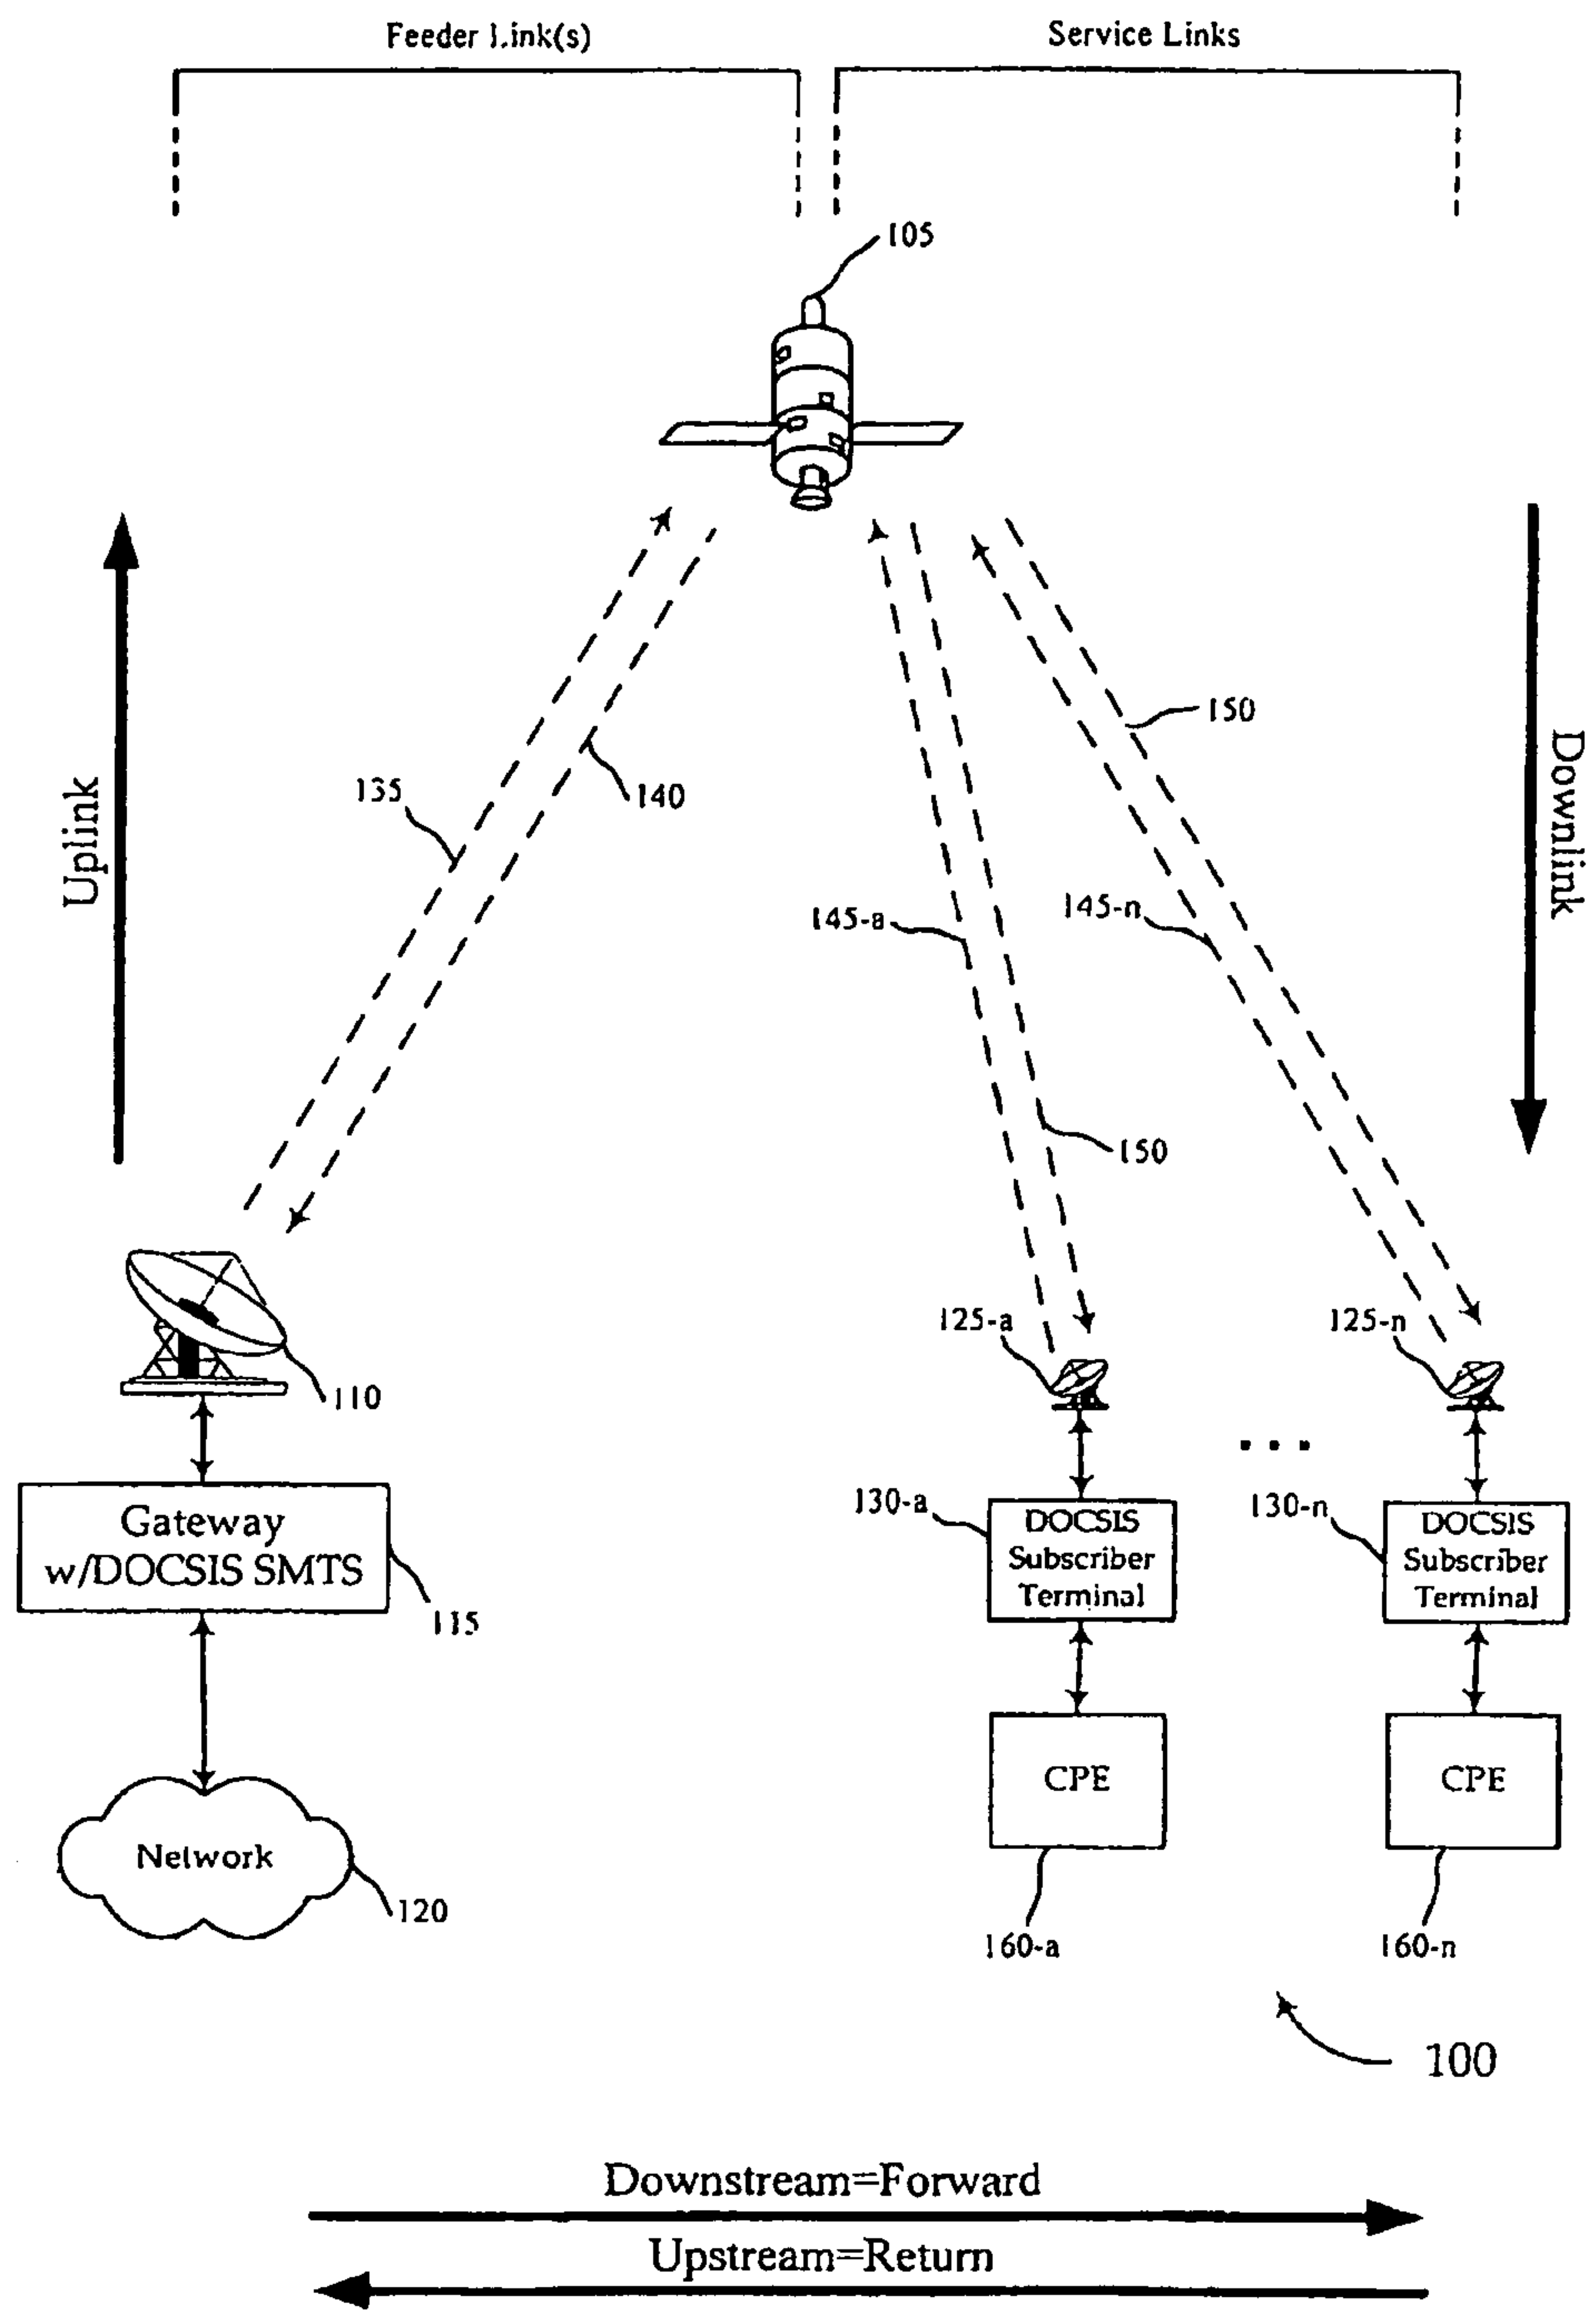 Feeder Link(s)
Service Links
105
Uplink
Downlink
150
135
140
145-a
145-n
150
125-a
125-n
110
130-a
130-n
Gateway
w/DOCSIS SMTS
DOCSIS
Subscriber
Terminal
DOCSIS
Subscriber
Terminal
115
CPE
CPE
Network
120
160-a
160-n
100
Downstream=Forward
Upstream=Return